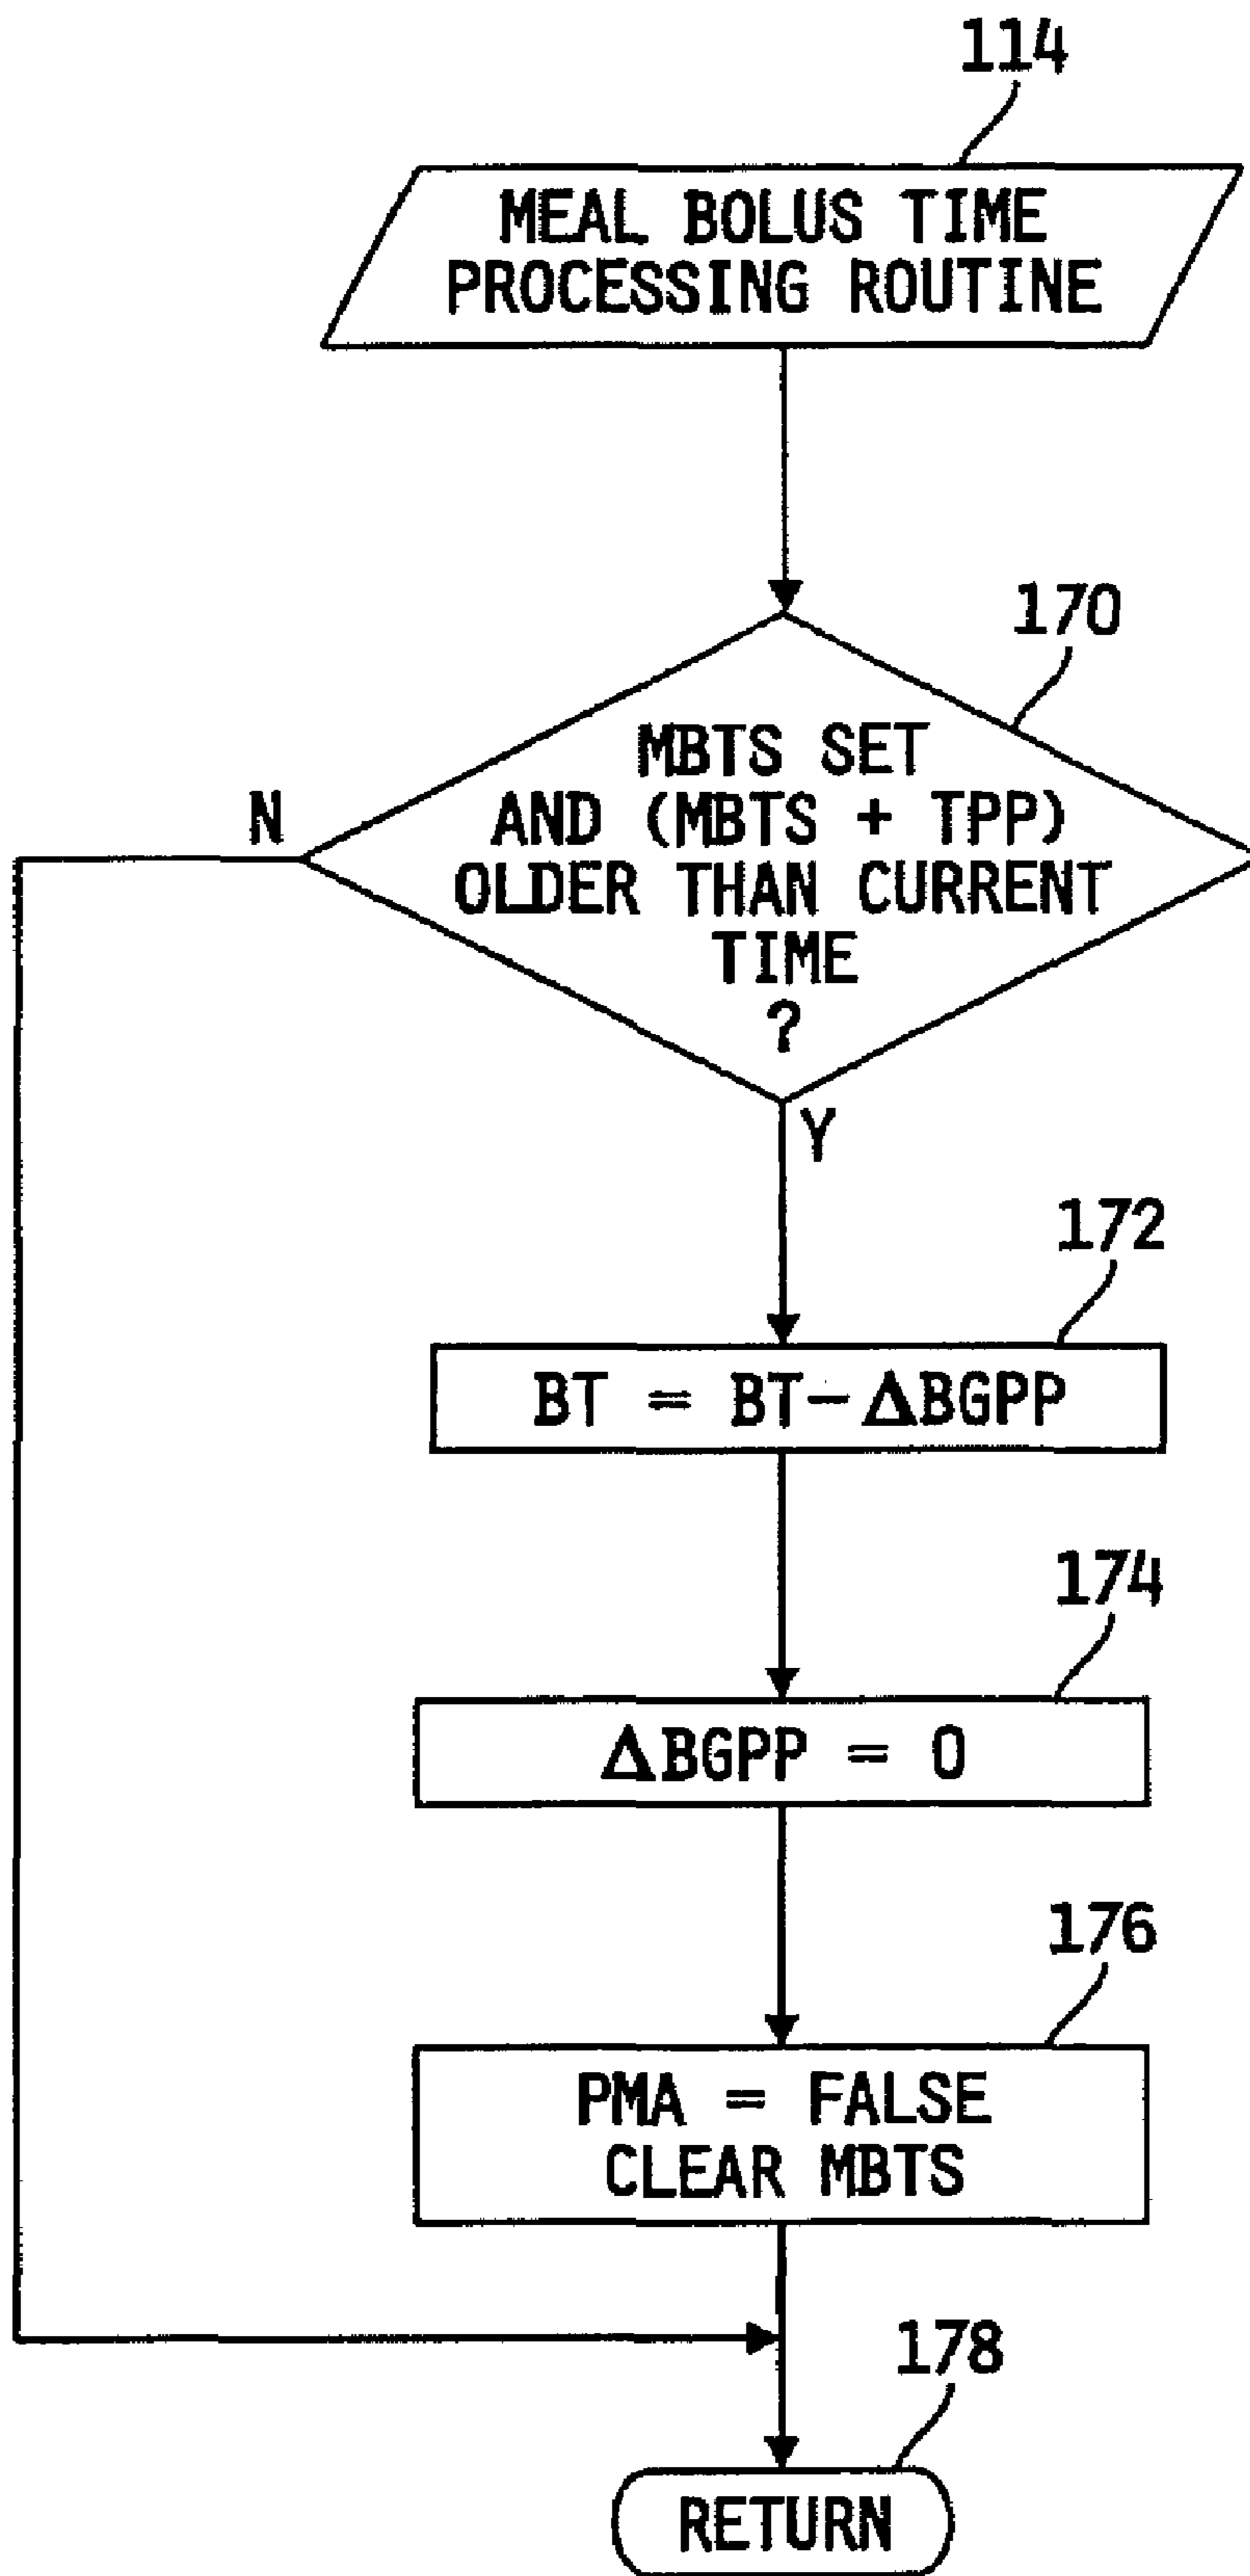 114
MEAL BOLUS TIME
PROCESSING ROUTINE
170
MBTS SET
AND (MBTS + TPP)
OLDER THAN CURRENT
TIME
?
N
Y
172
BT = BT-ΔBGPP
174
ΔBGPP = 0
176
PMA = FALSE
CLEAR MBTS
178
RETURN